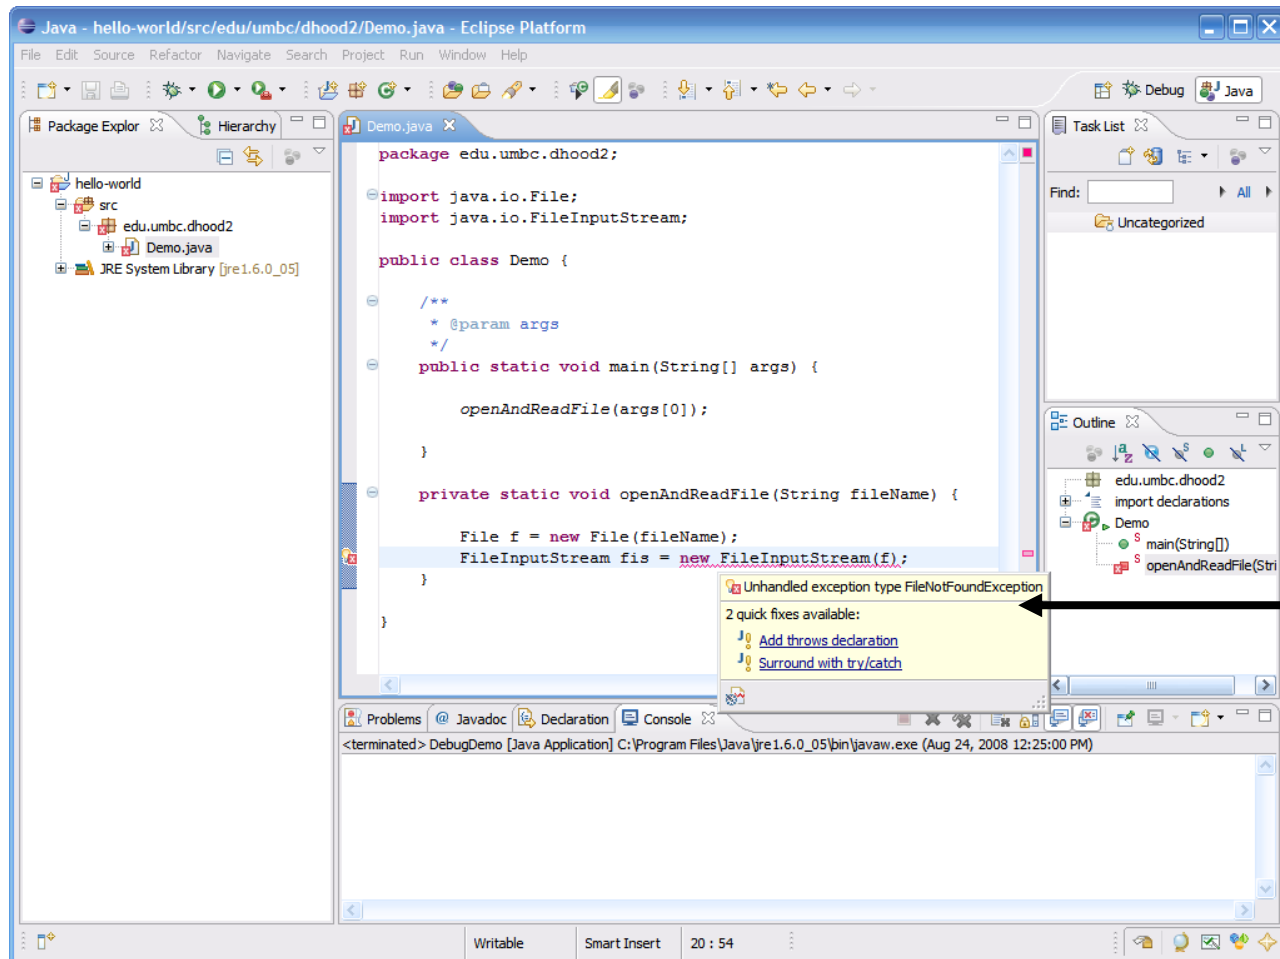 Java - hello-world/src/edu/umbc/dhood2/Demo.java - Eclipse Platform
File Edit Source Refactor Navigate Search Project Run Window Help
Debug Java
Package Explor Hierarchy
hello-world
src
edu.umbc.dhood2
Demo.java
JRE System Library [jre1.6.0_05]
Demo.java
package edu.umbc.dhood2;
import java.io.File;
import java.io.FileInputStream;
public class Demo {
/**
* @param args
*/
public static void main(String[] args) {
openAndReadFile(args[0]);
}
private static void openAndReadFile(String fileName) {
File f = new File(fileName);
FileInputStream fis = new FileInputStream(f);
}
}
Unhandled exception type FileNotFoundException
2 quick fixes available:
Add throws declaration
Surround with try/catch
Task List
Find: All
Uncategorized
Outline
edu.umbc.dhood2
import declarations
Demo
main(String[])
openAndReadFile(Stri
Problems @ Javadoc Declaration Console
<terminated> DebugDemo [Java Application] C:\Program Files\Java\jre1.6.0_05\bin\javaw.exe (Aug 24, 2008 12:25:00 PM)
Writable Smart Insert 20 : 54